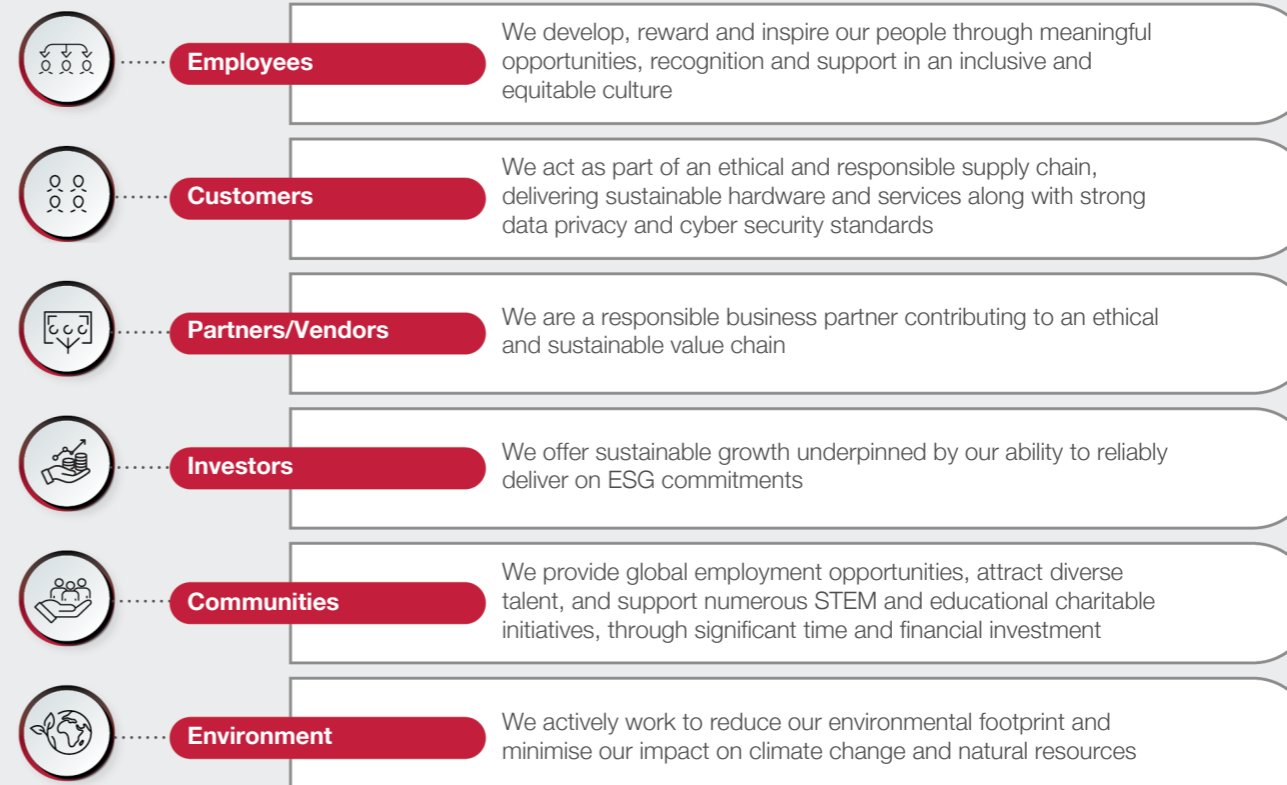 Employees
We develop, reward and inspire our people through meaningful
opportunities, recognition and support in an inclusive and
equitable culture
Customers
We act as part of an ethical and responsible supply chain,
delivering sustainable hardware and services along with strong
data privacy and cyber security standards
Partners/Vendors
We are a responsible business partner contributing to an ethical
and sustainable value chain
Investors
We offer sustainable growth underpinned by our ability to reliably
deliver on ESG commitments
Communities
We provide global employment opportunities, attract diverse
talent, and support numerous STEM and educational charitable
initiatives, through significant time and financial investment
Environment
We actively work to reduce our environmental footprint and
minimise our impact on climate change and natural resources